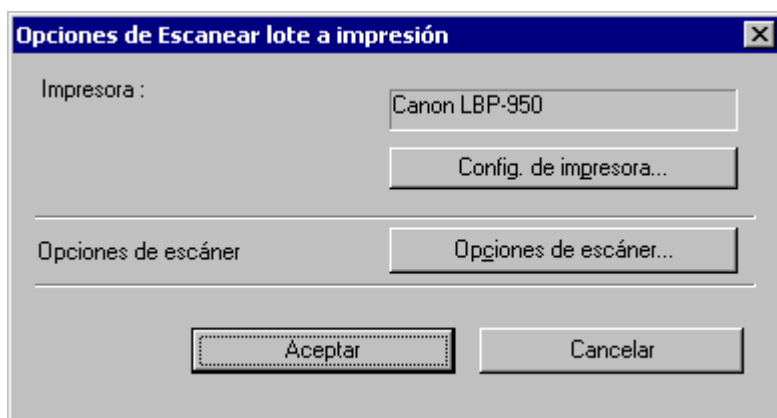 Opciones de Escanear lote a impresión
Impresora :
Canon LBP-950
Config. de impresora...
Opciones de escáner
Opciones de escáner...
Aceptar
Cancelar